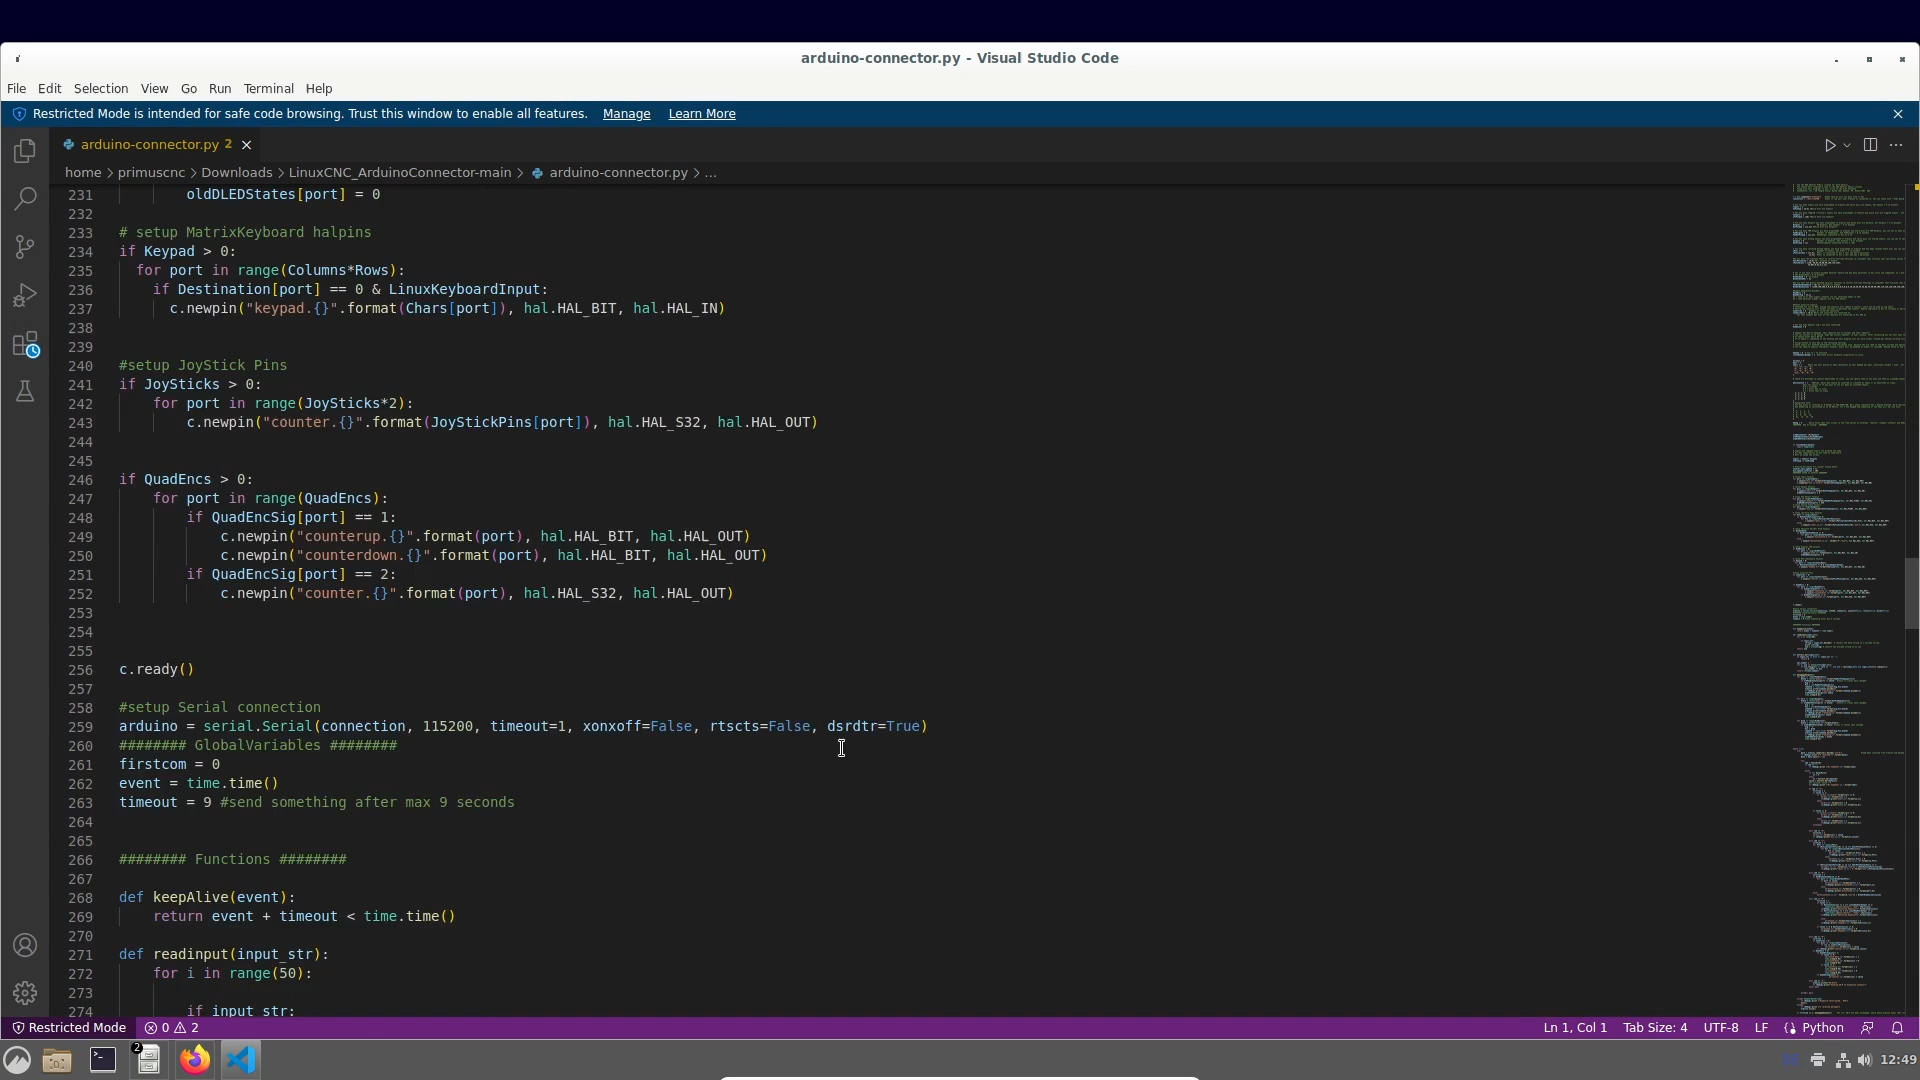 arduino-connector.py - Visual Studio Code
File Edit Selection View Go Run Terminal Help
Restricted Mode is intended for safe code browsing. Trust this window to enable all features. Manage Learn More
arduino-connector.py 2
home > primuscnc > Downloads > LinuxCNC_ArduinoConnector-main > arduino-connector.py > ...
231 oldDLEDStates[port] = 0
232
233 # setup MatrixKeyboard halpins
234 if Keypad > 0:
235 for port in range(Columns*Rows):
236 if Destination[port] == 0 & LinuxKeyboardInput:
237 c.newpin("keypad.{}".format(Chars[port]), hal.HAL_BIT, hal.HAL_IN)
238
239
240 #setup JoyStick Pins
241 if JoySticks > 0:
242 for port in range(JoySticks*2):
243 c.newpin("counter.{}".format(JoyStickPins[port]), hal.HAL_S32, hal.HAL_OUT)
244
245
246 if QuadEncs > 0:
247 for port in range(QuadEncs):
248 if QuadEncSig[port] == 1:
249 c.newpin("counterup.{}".format(port), hal.HAL_BIT, hal.HAL_OUT)
250 c.newpin("counterdown.{}".format(port), hal.HAL_BIT, hal.HAL_OUT)
251 if QuadEncSig[port] == 2:
252 c.newpin("counter.{}".format(port), hal.HAL_S32, hal.HAL_OUT)
253
254
255
256 c.ready()
257
258 #setup Serial connection
259 arduino = serial.Serial(connection, 115200, timeout=1, xonxoff=False, rtscts=False, dsrdtr=True)
260 ######## GlobalVariables ########
261 firstcom = 0
262 event = time.time()
263 timeout = 9 #send something after max 9 seconds
264
265
266 ######## Functions ########
267
268 def keepAlive(event):
269 return event + timeout < time.time()
270
271 def readinput(input_str):
272 for i in range(50):
273
274 if input_str:
Restricted Mode 0 2 Ln 1, Col 1 Tab Size: 4 UTF-8 LF Python
2 12:49